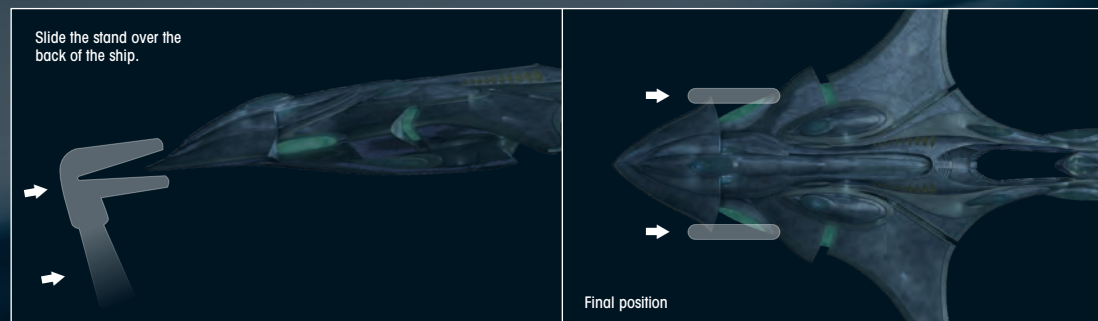 Slide the stand over the
back of the ship.
Final position